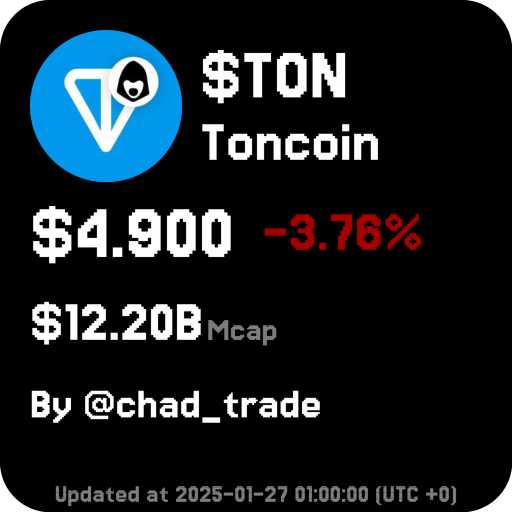 $TON
Toncoin
$4.900 -3.76%
$12.20B Mcap
By @chad_trade
Updated at 2025-01-27 01:00:00 (UTC +0)